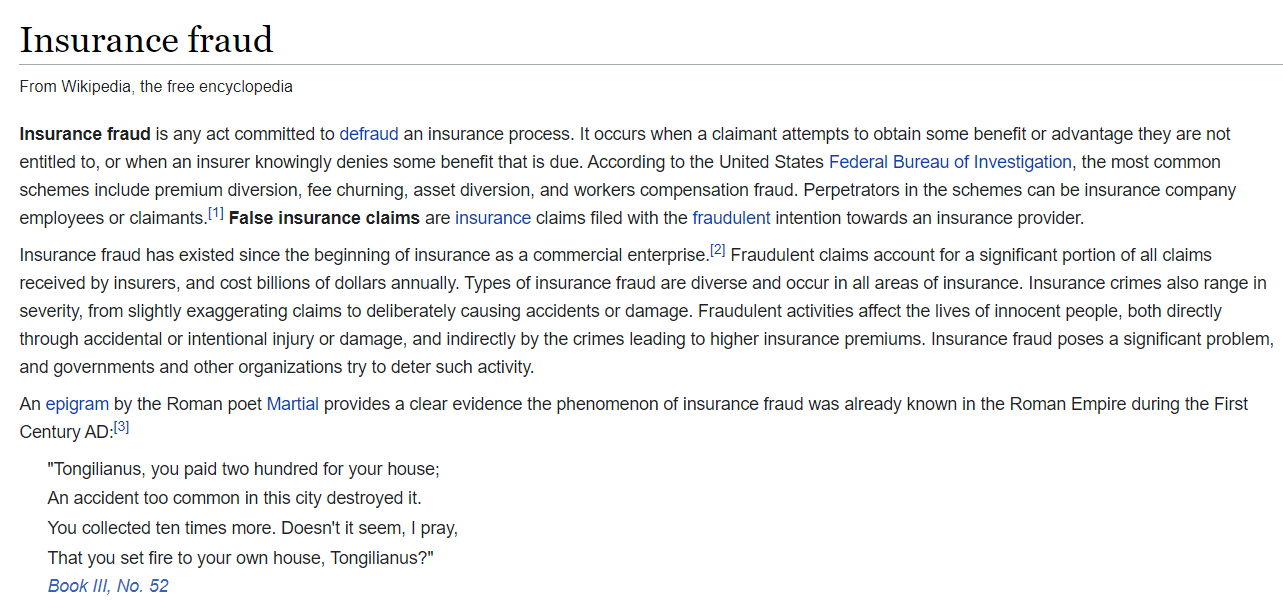 Insurance fraud
From Wikipedia, the free encyclopedia
Insurance fraud is any act committed to defraud an insurance process. It occurs when a claimant attempts to obtain some benefit or advantage they are not
entitled to, or when an insurer knowingly denies some benefit that is due. According to the United States Federal Bureau of Investigation, the most common
schemes include premium diversion, fee churning, asset diversion, and workers compensation fraud. Perpetrators in the schemes can be insurance company
employees or claimants.[1] False insurance claims are insurance claims filed with the fraudulent intention towards an insurance provider.
Insurance fraud has existed since the beginning of insurance as a commercial enterprise.[2] Fraudulent claims account for a significant portion of all claims
received by insurers, and cost billions of dollars annually. Types of insurance fraud are diverse and occur in all areas of insurance. Insurance crimes also range in
severity, from slightly exaggerating claims to deliberately causing accidents or damage. Fraudulent activities affect the lives of innocent people, both directly
through accidental or intentional injury or damage, and indirectly by the crimes leading to higher insurance premiums. Insurance fraud poses a significant problem,
and governments and other organizations try to deter such activity.
An epigram by the Roman poet Martial provides a clear evidence the phenomenon of insurance fraud was already known in the Roman Empire during the First
Century AD:[3]
"Tongilianus, you paid two hundred for your house;
An accident too common in this city destroyed it.
You collected ten times more. Doesn't it seem, I pray,
That you set fire to your own house, Tongilianus?"
Book III, No. 52